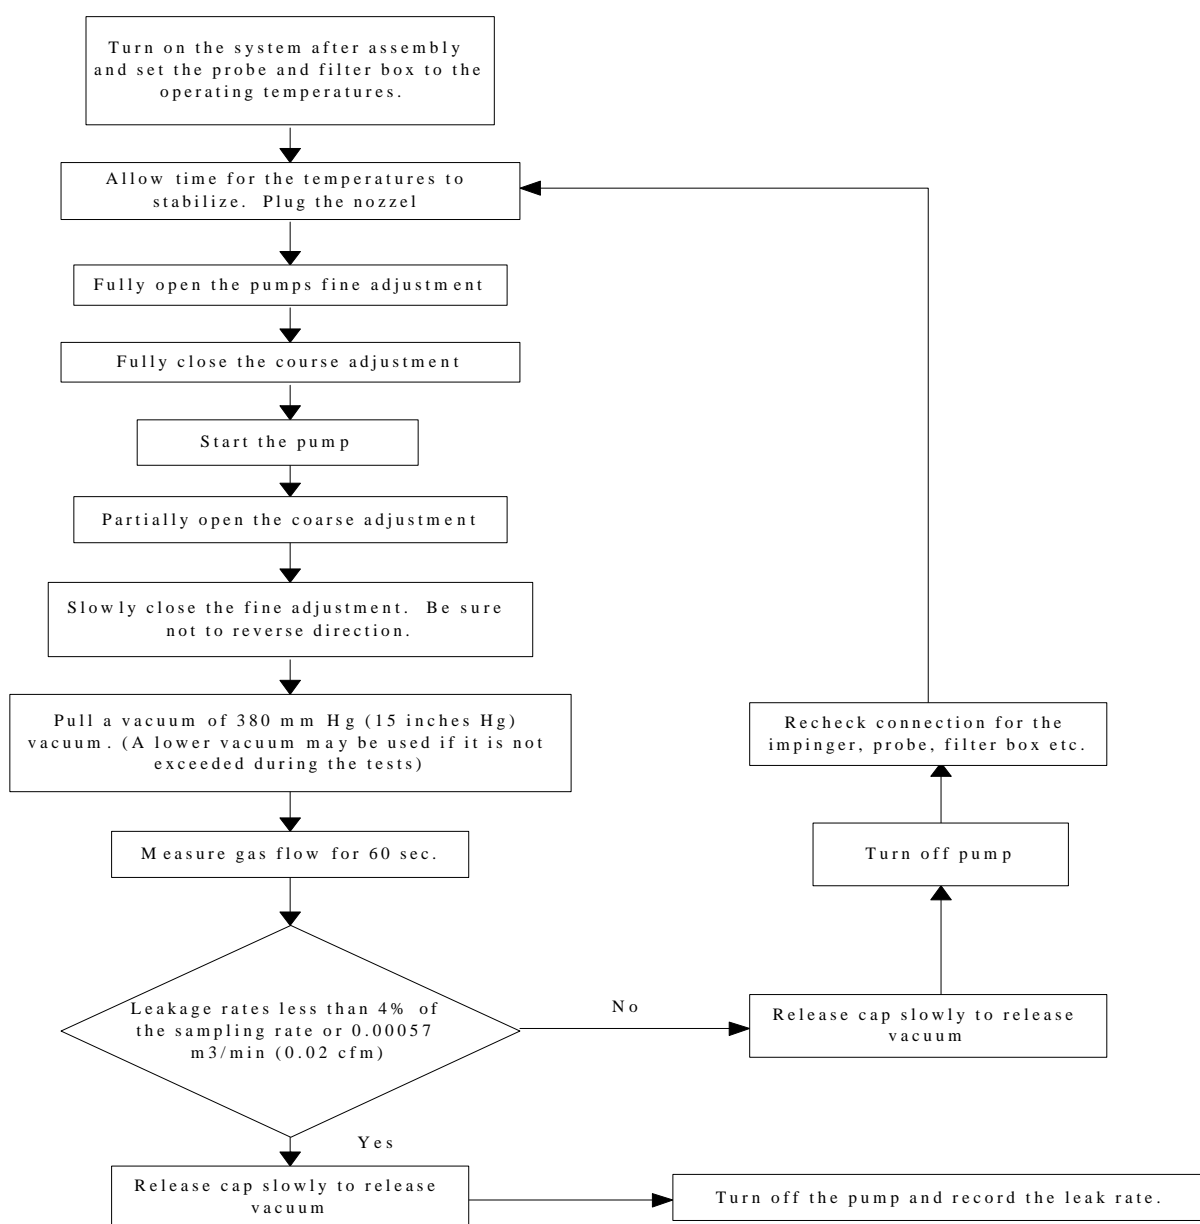 Turn on the system after assembly
and set the probe and filter box to the
operating temperatures.
Allow time for the temperatures to
stabilize. Plug the nozzel
Fully open the pumps fine adjustment
Fully close the course adjustment
Start the pump
Partially open the coarse adjustment
Slowly close the fine adjustment. Be sure
not to reverse direction.
Pull a vacuum of 380 mm Hg (15 inches Hg)
vacuum. (A lower vacuum may be used if it is not
exceeded during the tests)
Measure gas flow for 60 sec.
Leakage rates less than 4% of
the sampling rate or 0.00057
m3/min (0.02 cfm)
No
Release cap slowly to release
vacuum
Turn off pump
Recheck connection for the
impinger, probe, filter box etc.
Yes
Release cap slowly to release
vacuum
Turn off the pump and record the leak rate.